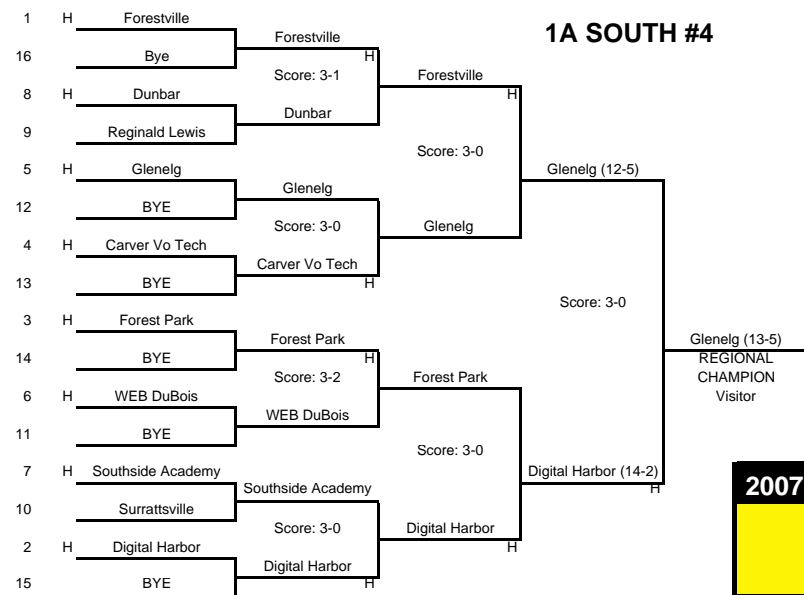 1A SOUTH #4
1 H Forestville
16 Bye
8 H Dunbar
9 Reginald Lewis
5 H Glenelg
12 BYE
4 H Carver Vo Tech
13 BYE
3 H Forest Park
14 BYE
6 H WEB DuBois
11 BYE
7 H Southside Academy
10 Surrattsville
2 H Digital Harbor
15 BYE
Forestville
H
Score: 3-1
Dunbar
Glenelg
Score: 3-0
Carver Vo Tech
H
Forest Park
H
Score: 3-2
WEB DuBois
Southside Academy
Score: 3-0
Digital Harbor
H
Forestville
H
Score: 3-0
Glenelg
Forest Park
Score: 3-0
Digital Harbor
H
Glenelg (12-5)
Score: 3-0
Digital Harbor (14-2)
H
Glenelg (13-5)
REGIONAL
CHAMPION
Visitor
2007